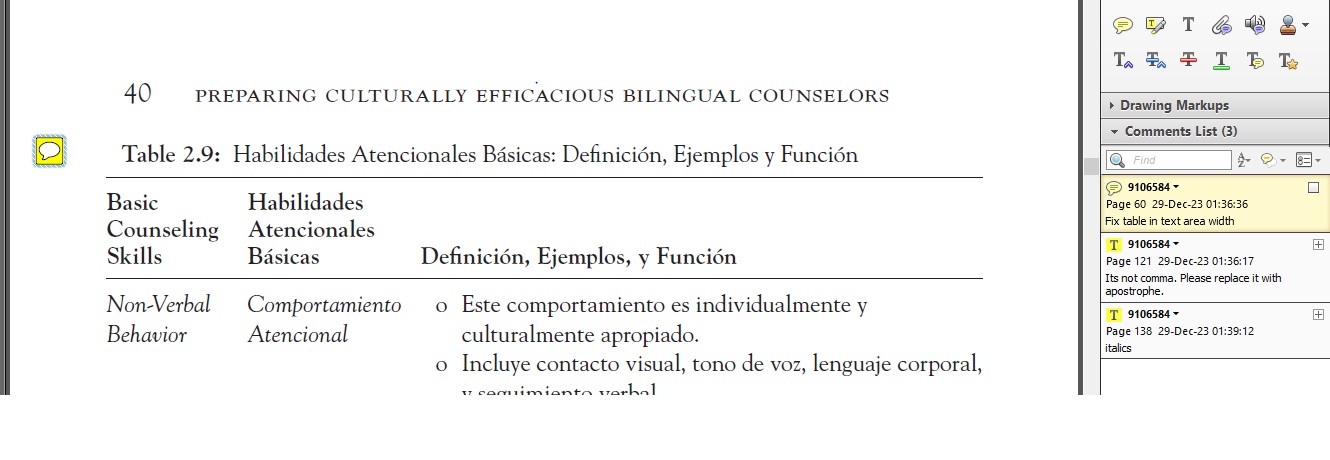 40 PREPARING CULTURALLY EFFICACIOUS BILINGUAL COUNSELORS
Table 2.9: Habilidades Atencionales Básicas: Definición, Ejemplos y Función
Basic Counseling Skills
Habilidades Atencionales Básicas
Definición, Ejemplos, y Función
Non-Verbal Behavior
Comportamiento Atencional
o Este comportamiento es individualmente y
culturalmente apropiado.
o Incluye contacto visual, tono de voz, lenguaje corporal,
y seguimiento verbal
Drawing Markups
Comments List (3)
Find
9106584
Page 60 29-Dec-23 01:36:36
Fix table in text area width
9106584
Page 121 29-Dec-23 01:36:17
Its not comma. Please replace it with
apostrophe.
9106584
Page 138 29-Dec-23 01:39:12
italics